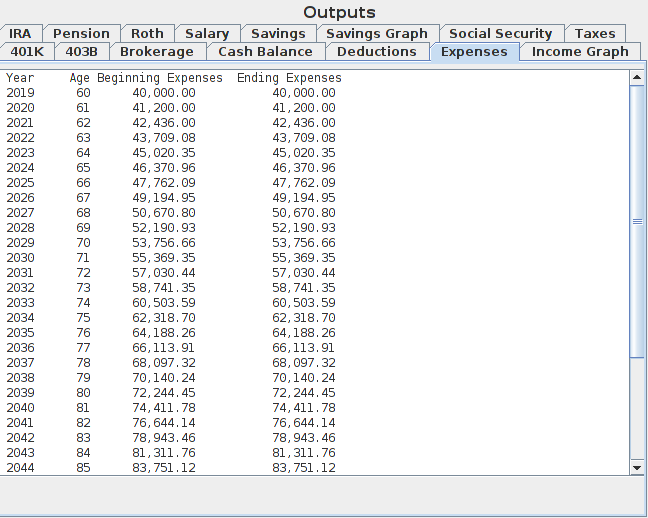 Outputs
IRA Pension Roth Salary Savings Savings Graph Social Security Taxes
401K 403B Brokerage Cash Balance Deductions Expenses Income Graph
Year Age Beginning Expenses Ending Expenses
2019 60 40,000.00 40,000.00
2020 61 41,200.00 41,200.00
2021 62 42,436.00 42,436.00
2022 63 43,709.08 43,709.08
2023 64 45,020.35 45,020.35
2024 65 46,370.96 46,370.96
2025 66 47,762.09 47,762.09
2026 67 49,194.95 49,194.95
2027 68 50,670.80 50,670.80
2028 69 52,190.93 52,190.93
2029 70 53,756.66 53,756.66
2030 71 55,369.35 55,369.35
2031 72 57,030.44 57,030.44
2032 73 58,741.35 58,741.35
2033 74 60,503.59 60,503.59
2034 75 62,318.70 62,318.70
2035 76 64,188.26 64,188.26
2036 77 66,113.91 66,113.91
2037 78 68,097.32 68,097.32
2038 79 70,140.24 70,140.24
2039 80 72,244.45 72,244.45
2040 81 74,411.78 74,411.78
2041 82 76,644.14 76,644.14
2042 83 78,943.46 78,943.46
2043 84 81,311.76 81,311.76
2044 85 83,751.12 83,751.12